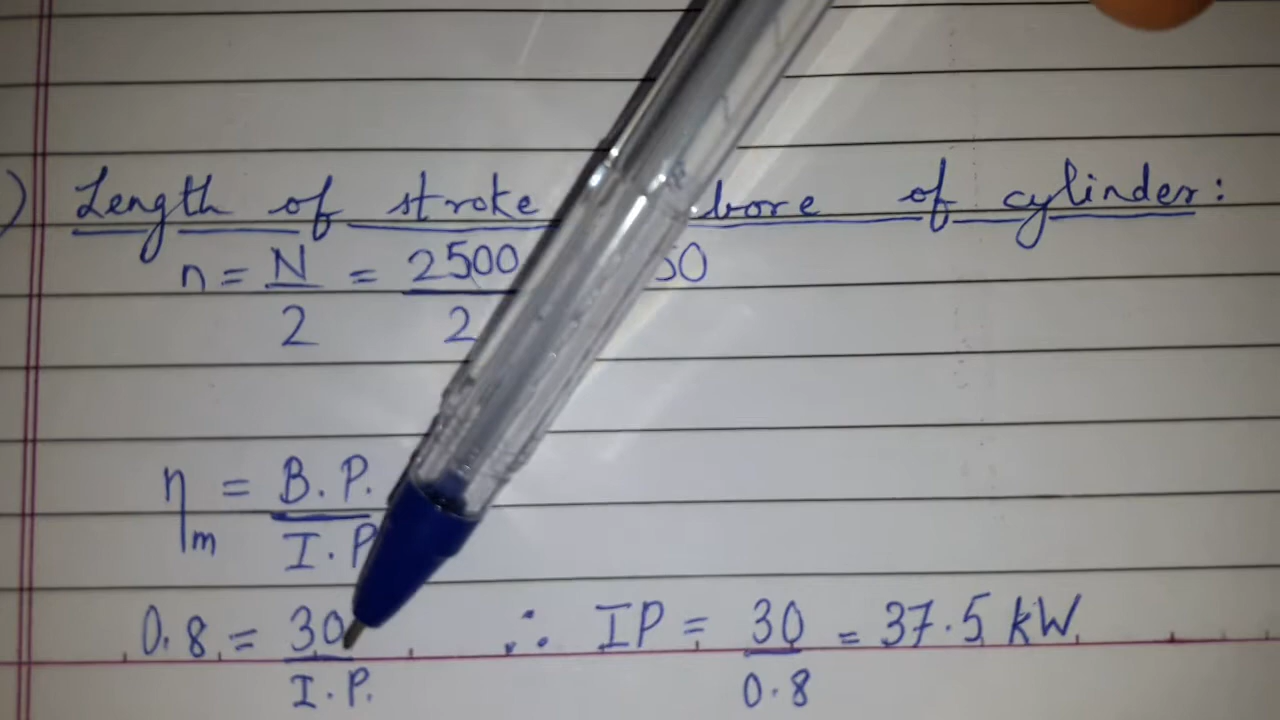 ) Length of stroke bore of cylinder:
n = N/2 = 2500/2 50
η_m = B.P./I.P
0.8 = 30/I.P. ∴ IP = 30/0.8 = 37.5 kW